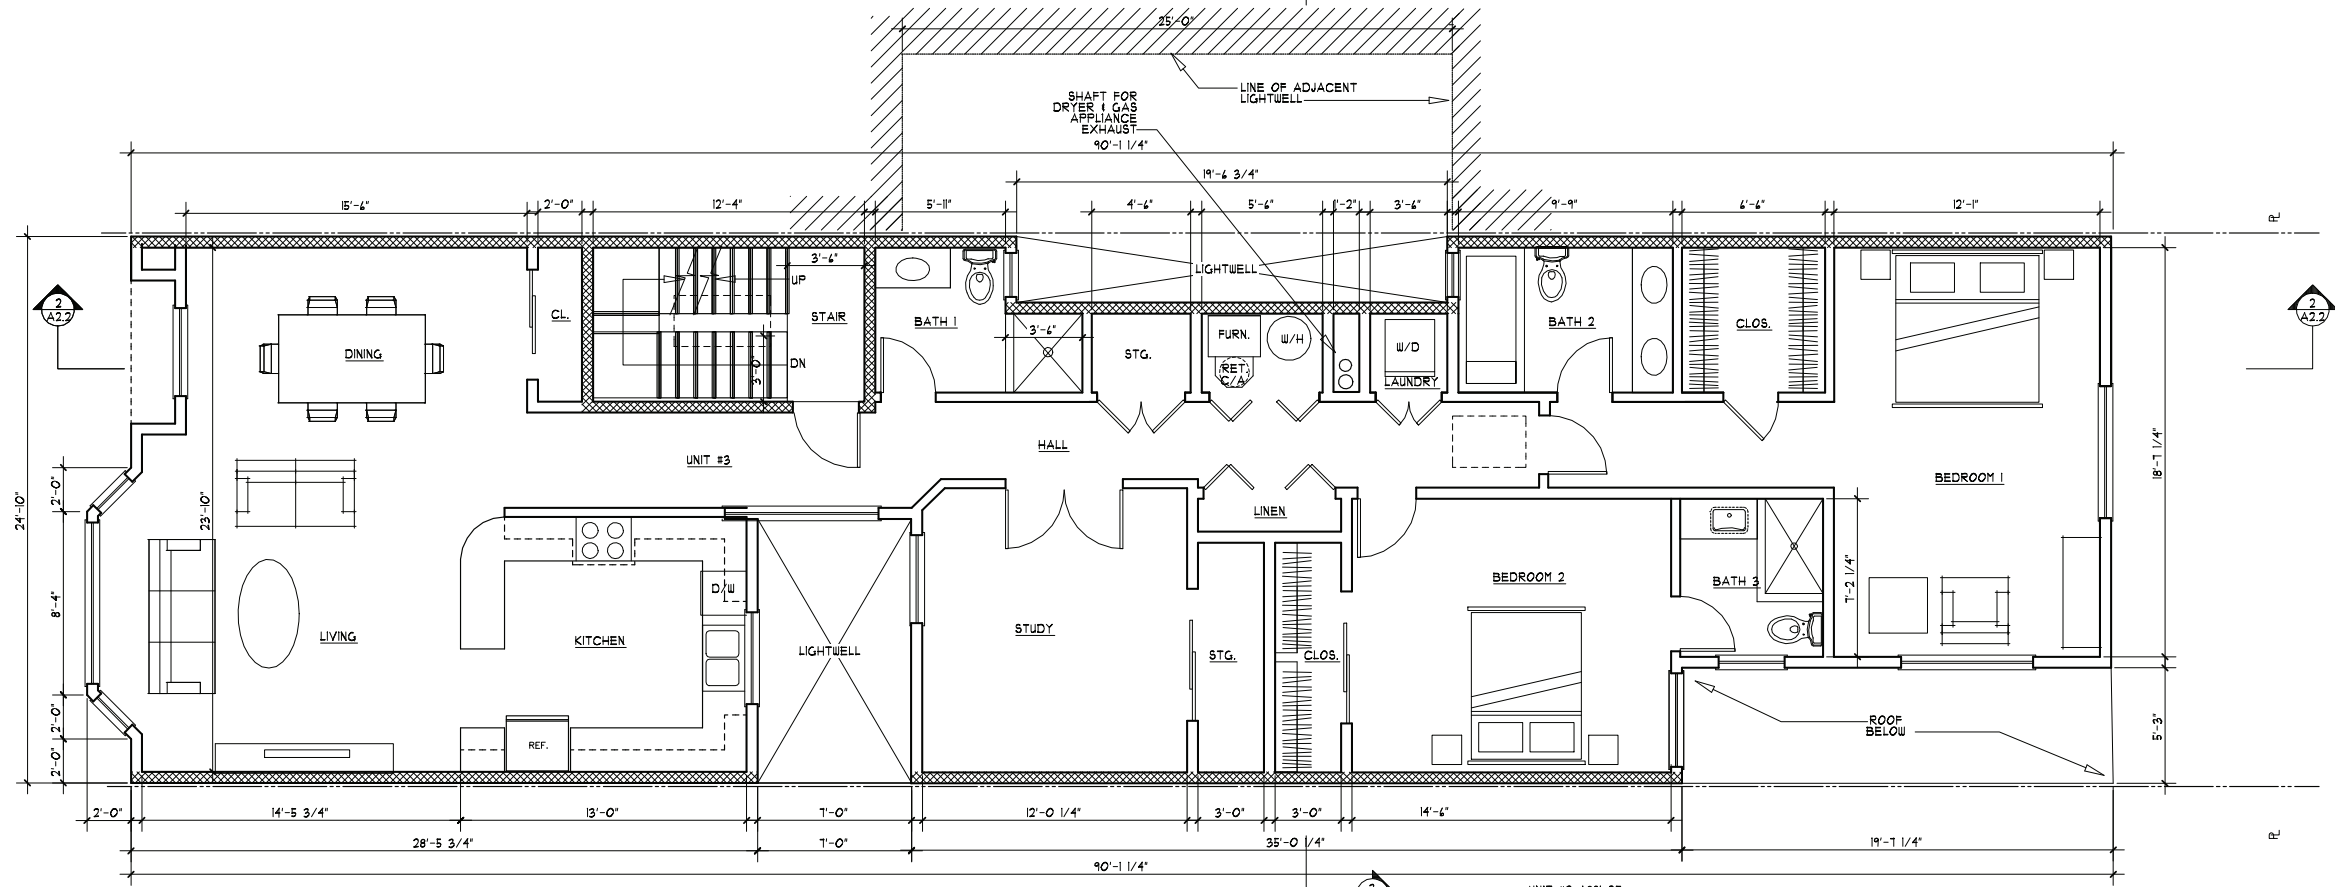 25'-0"
LINE OF ADJACENT
LIGHTWELL
SHAFT FOR
DRYER & GAS
APPLIANCE
EXHAUST
90'-1 1/4"
19'-6 3/4"
15'-6"
2'-0"
12'-4"
5'-11"
4'-6"
5'-6"
1'-2"
3'-6"
9'-9"
6'-6"
12'-1"
PL
3'-6"
LIGHTWELL
UP
2
A2.2
CL.
STAIR
BATH 1
3'-6"
FURN.
W/H
W/D
BATH 2
CLOS.
2
A2.2
DINING
STG.
DN
3'-0"
RET.
C/A
LAUNDRY
HALL
UNIT #3
BEDROOM 1
18'-7 1/4"
24'-10"
2'-0"
23'-10"
LINEN
D/W
BEDROOM 2
BATH 3
7'-2 1/4"
8'-4"
LIVING
KITCHEN
LIGHTWELL
STUDY
STG.
CLOS.
2'-0"
REF.
ROOF
BELOW
5'-3"
2'-0"
2'-0"
14'-5 3/4"
13'-0"
7'-0"
12'-0 1/4"
3'-0"
3'-0"
14'-6"
PL
28'-5 3/4"
7'-0"
35'-0 1/4"
19'-7 1/4"
90'-1 1/4"